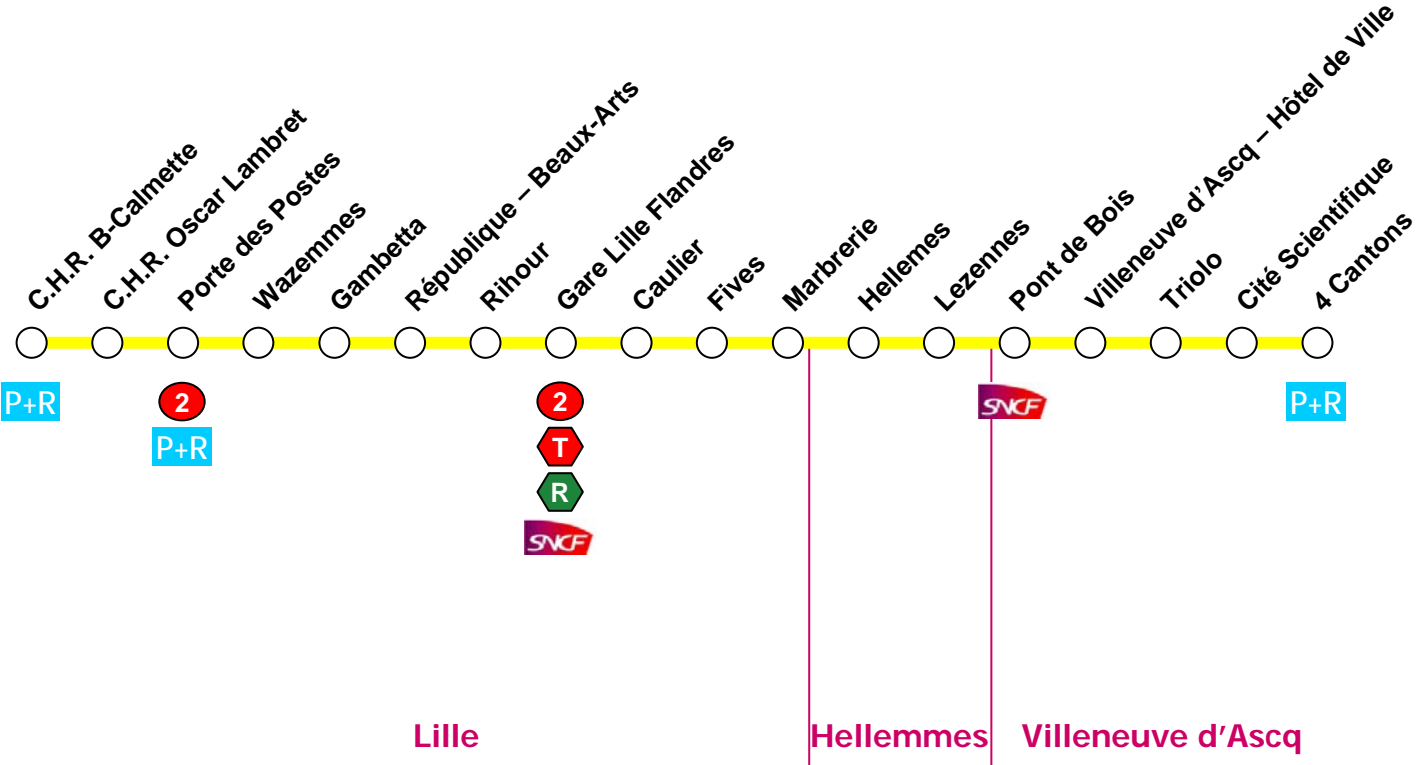 C.H.R. B-Calmette
C.H.R. Oscar Lambret
Porte des Postes
Wazemmes
Gambetta
République – Beaux-Arts
Rihour
Gare Lille Flandres
Caulier
Fives
Marbrerie
Hellemes
Lezennes
Pont de Bois
Villeneuve d'Ascq – Hôtel de Ville
Triolo
Cité Scientifique
4 Cantons
P+R
2
P+R
2
T
R
SNCF
SNCF
P+R
Lille
Hellemmes
Villeneuve d'Ascq